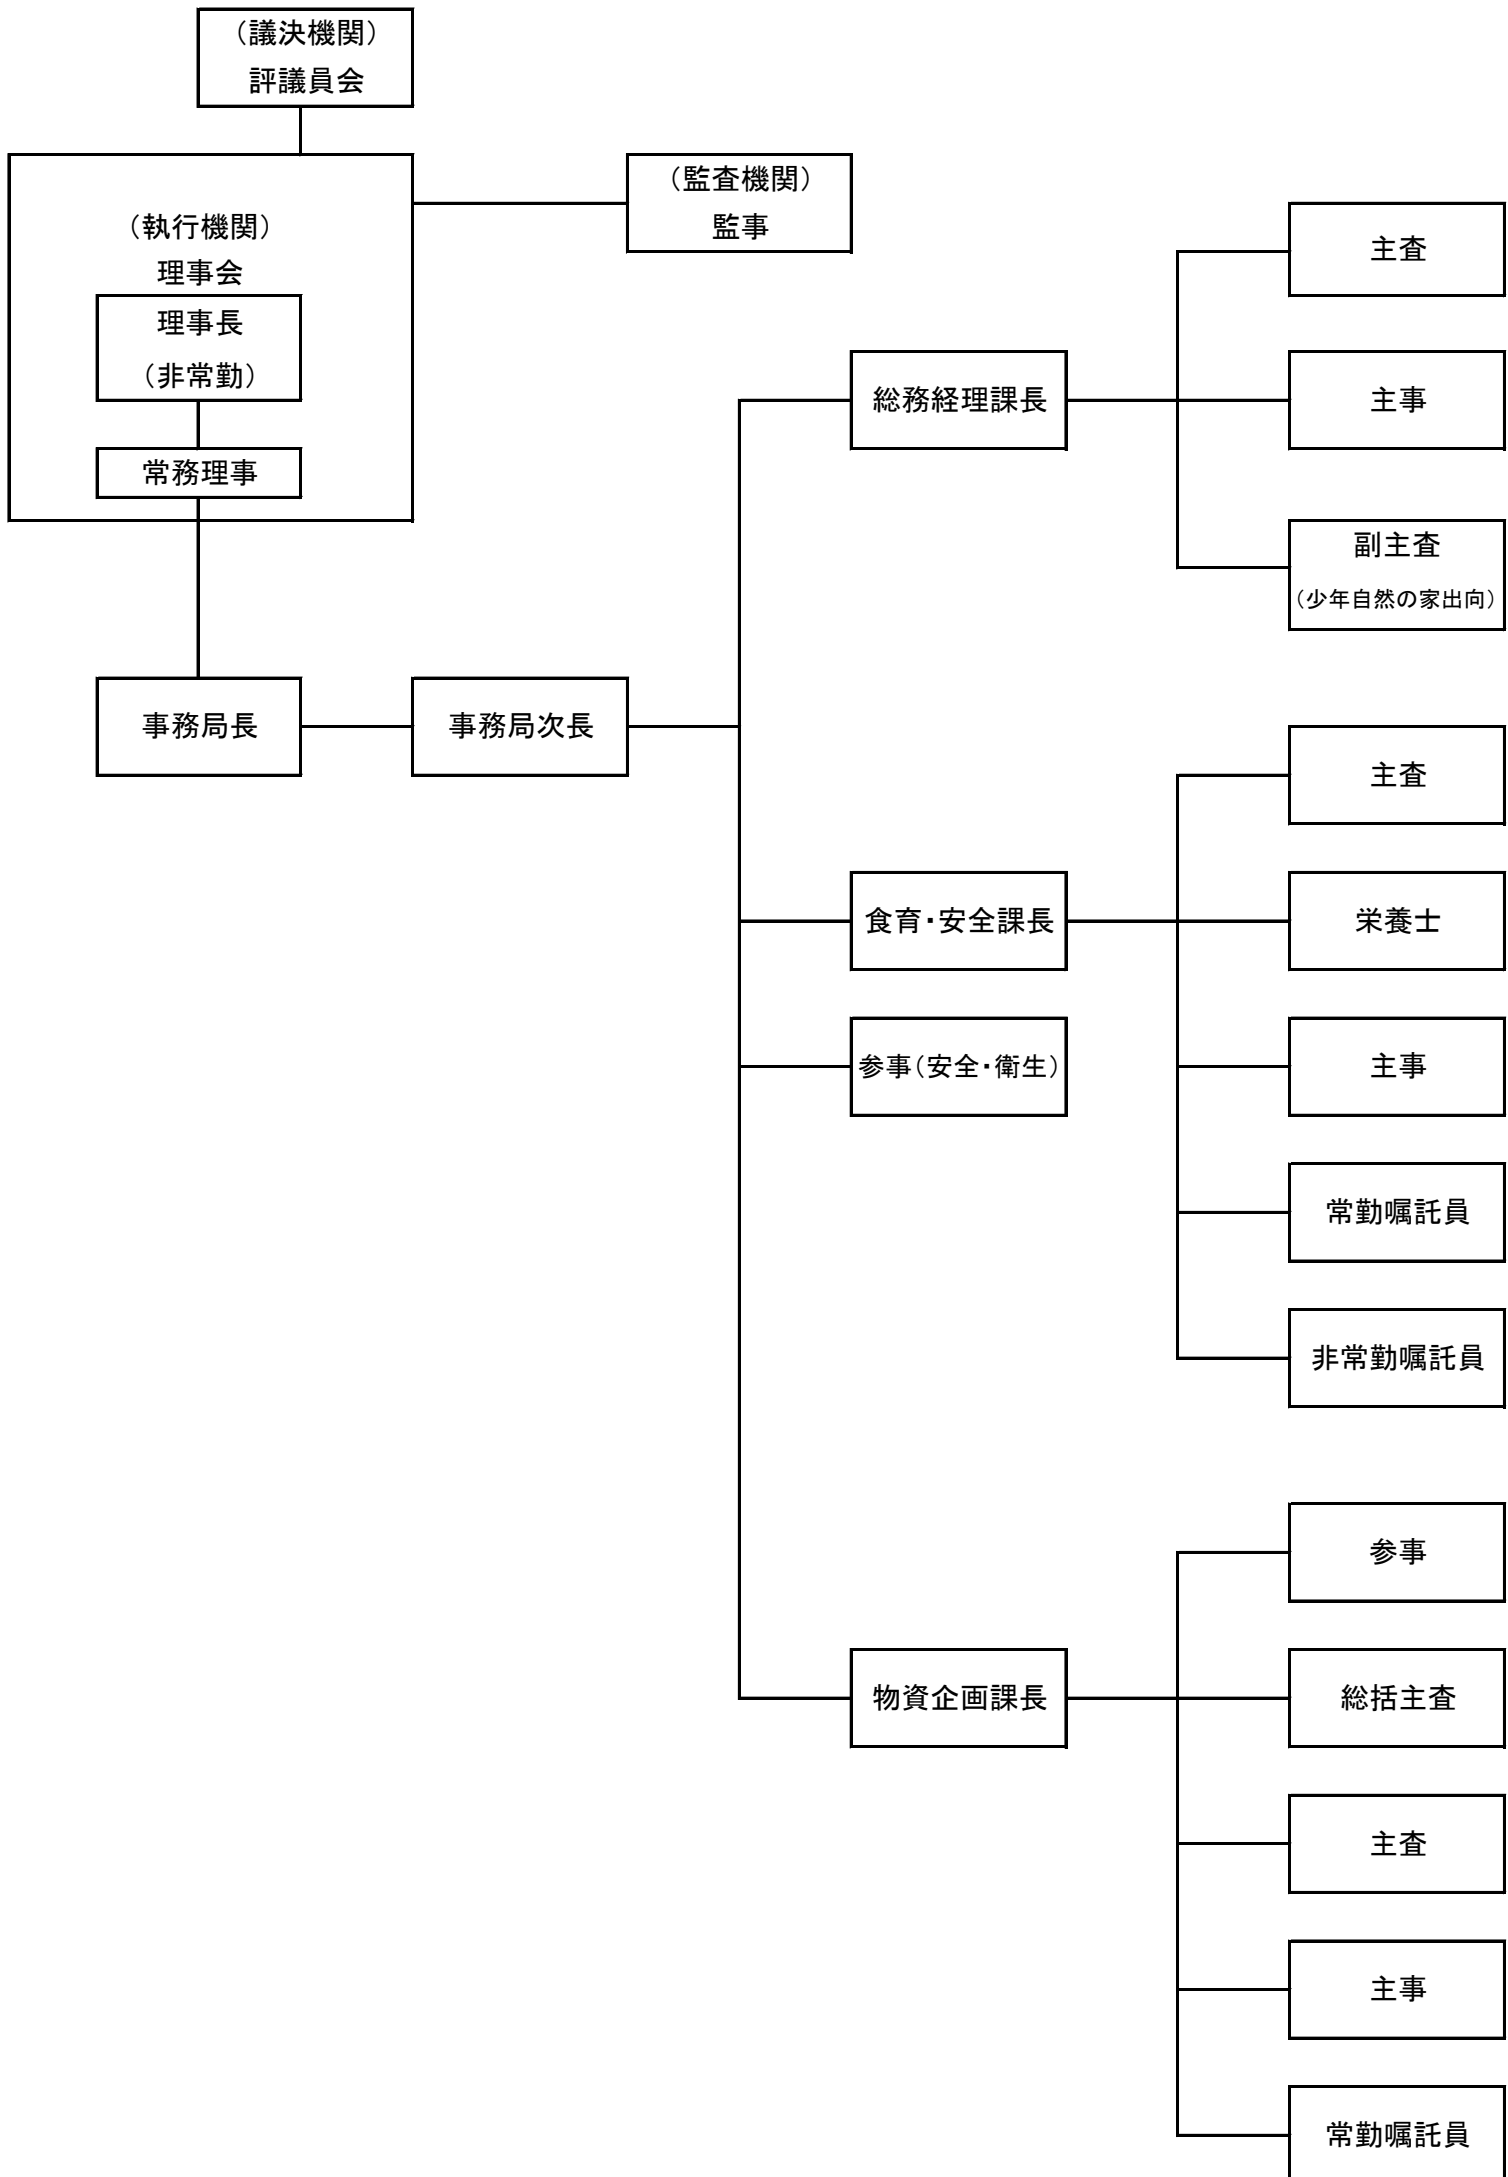 （議決機関）
評議員会
（監査機関）
監事
（執行機関）
理事会
理事長
（非常勤）
常務理事
主査
総務経理課長
主事
副主査
（少年自然の家出向）
事務局長
事務局次長
主査
食育・安全課長
栄養士
参事（安全・衛生）
主事
常勤嘱託員
非常勤嘱託員
参事
物資企画課長
総括主査
主査
主事
常勤嘱託員